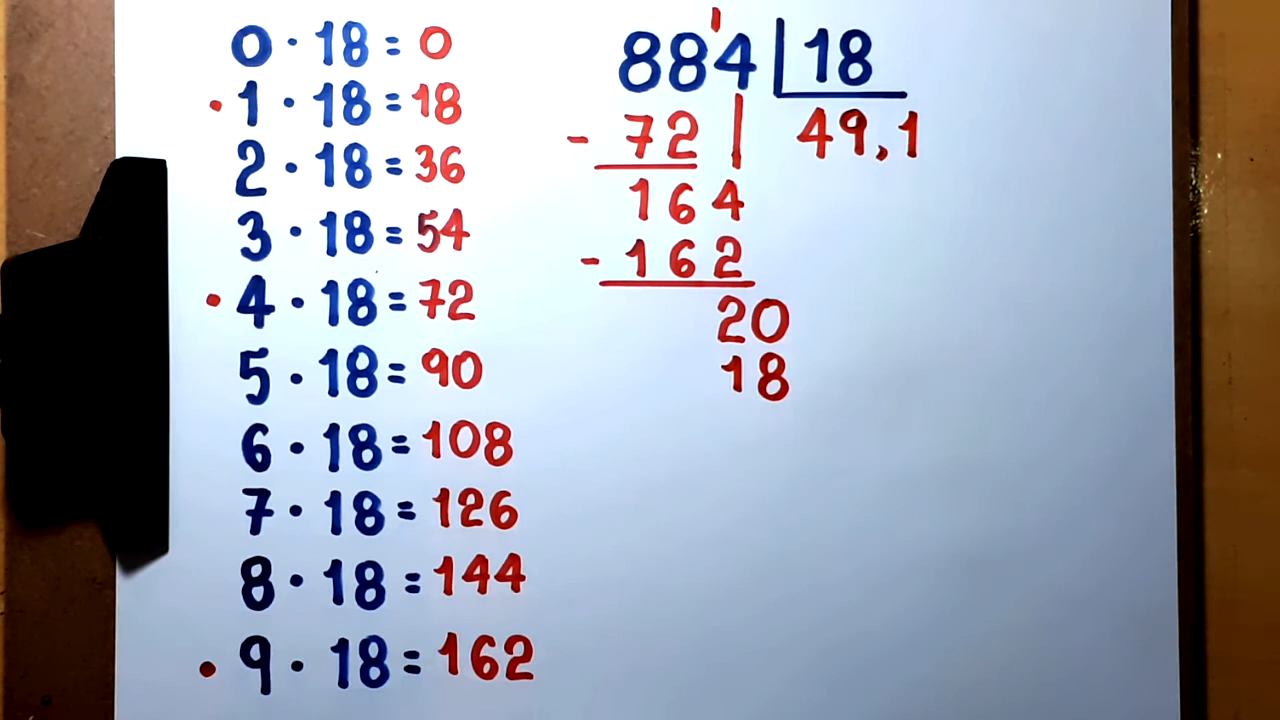 0 · 18 = 0
· 1 · 18 = 18
2 · 18 = 36
3 · 18 = 54
· 4 · 18 = 72
5 · 18 = 90
6 · 18 = 108
7 · 18 = 126
8 · 18 = 144
· 9 · 18 = 162
88'4 | 18
- 72 | 49,1
164
- 162
20
18